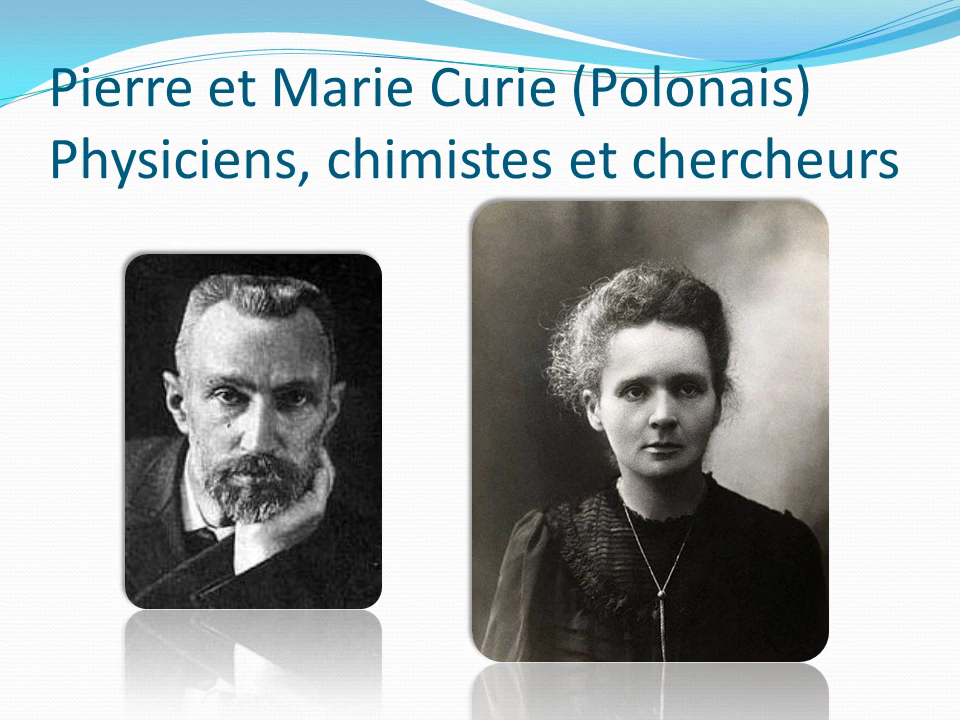 Pierre et Marie Curie (Polonais)
Physiciens, chimistes et chercheurs